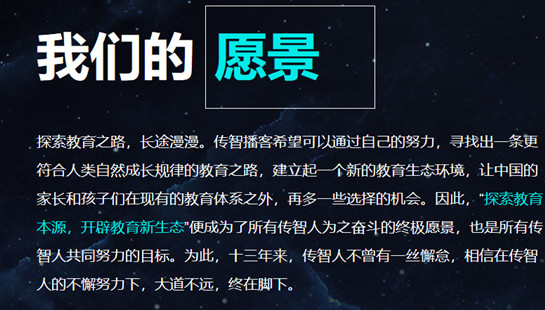 我们的 愿景
探索教育之路，长途漫漫。传智播客希望可以通过自己的努力，寻找出一条更
符合人类自然成长规律的教育之路，建立起一个新的教育生态环境，让中国的
家长和孩子们在现有的教育体系之外，再多一些选择的机会。因此，“探索教育
本源，开辟教育新生态”便成为了所有传智人为之奋斗的终极愿景，也是所有传
智人共同努力的目标。为此，十三年来，传智人不曾有一丝懈怠，相信在传智
人的不懈努力下，大道不远，终在脚下。